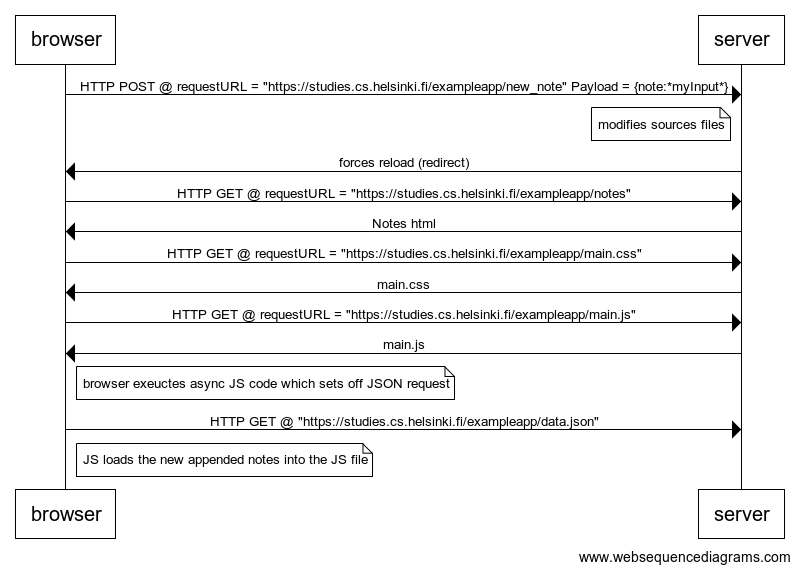 browser server
HTTP POST @ requestURL = "https://studies.cs.helsinki.fi/exampleapp/new_note" Payload = {note:*myInput*}
modifies sources files
forces reload (redirect)
HTTP GET @ requestURL = "https://studies.cs.helsinki.fi/exampleapp/notes"
Notes html
HTTP GET @ requestURL = "https://studies.cs.helsinki.fi/exampleapp/main.css"
main.css
HTTP GET @ requestURL = "https://studies.cs.helsinki.fi/exampleapp/main.js"
main.js
browser exeuctes async JS code which sets off JSON request
HTTP GET @ "https://studies.cs.helsinki.fi/exampleapp/data.json"
JS loads the new appended notes into the JS file
browser server
www.websequencediagrams.com